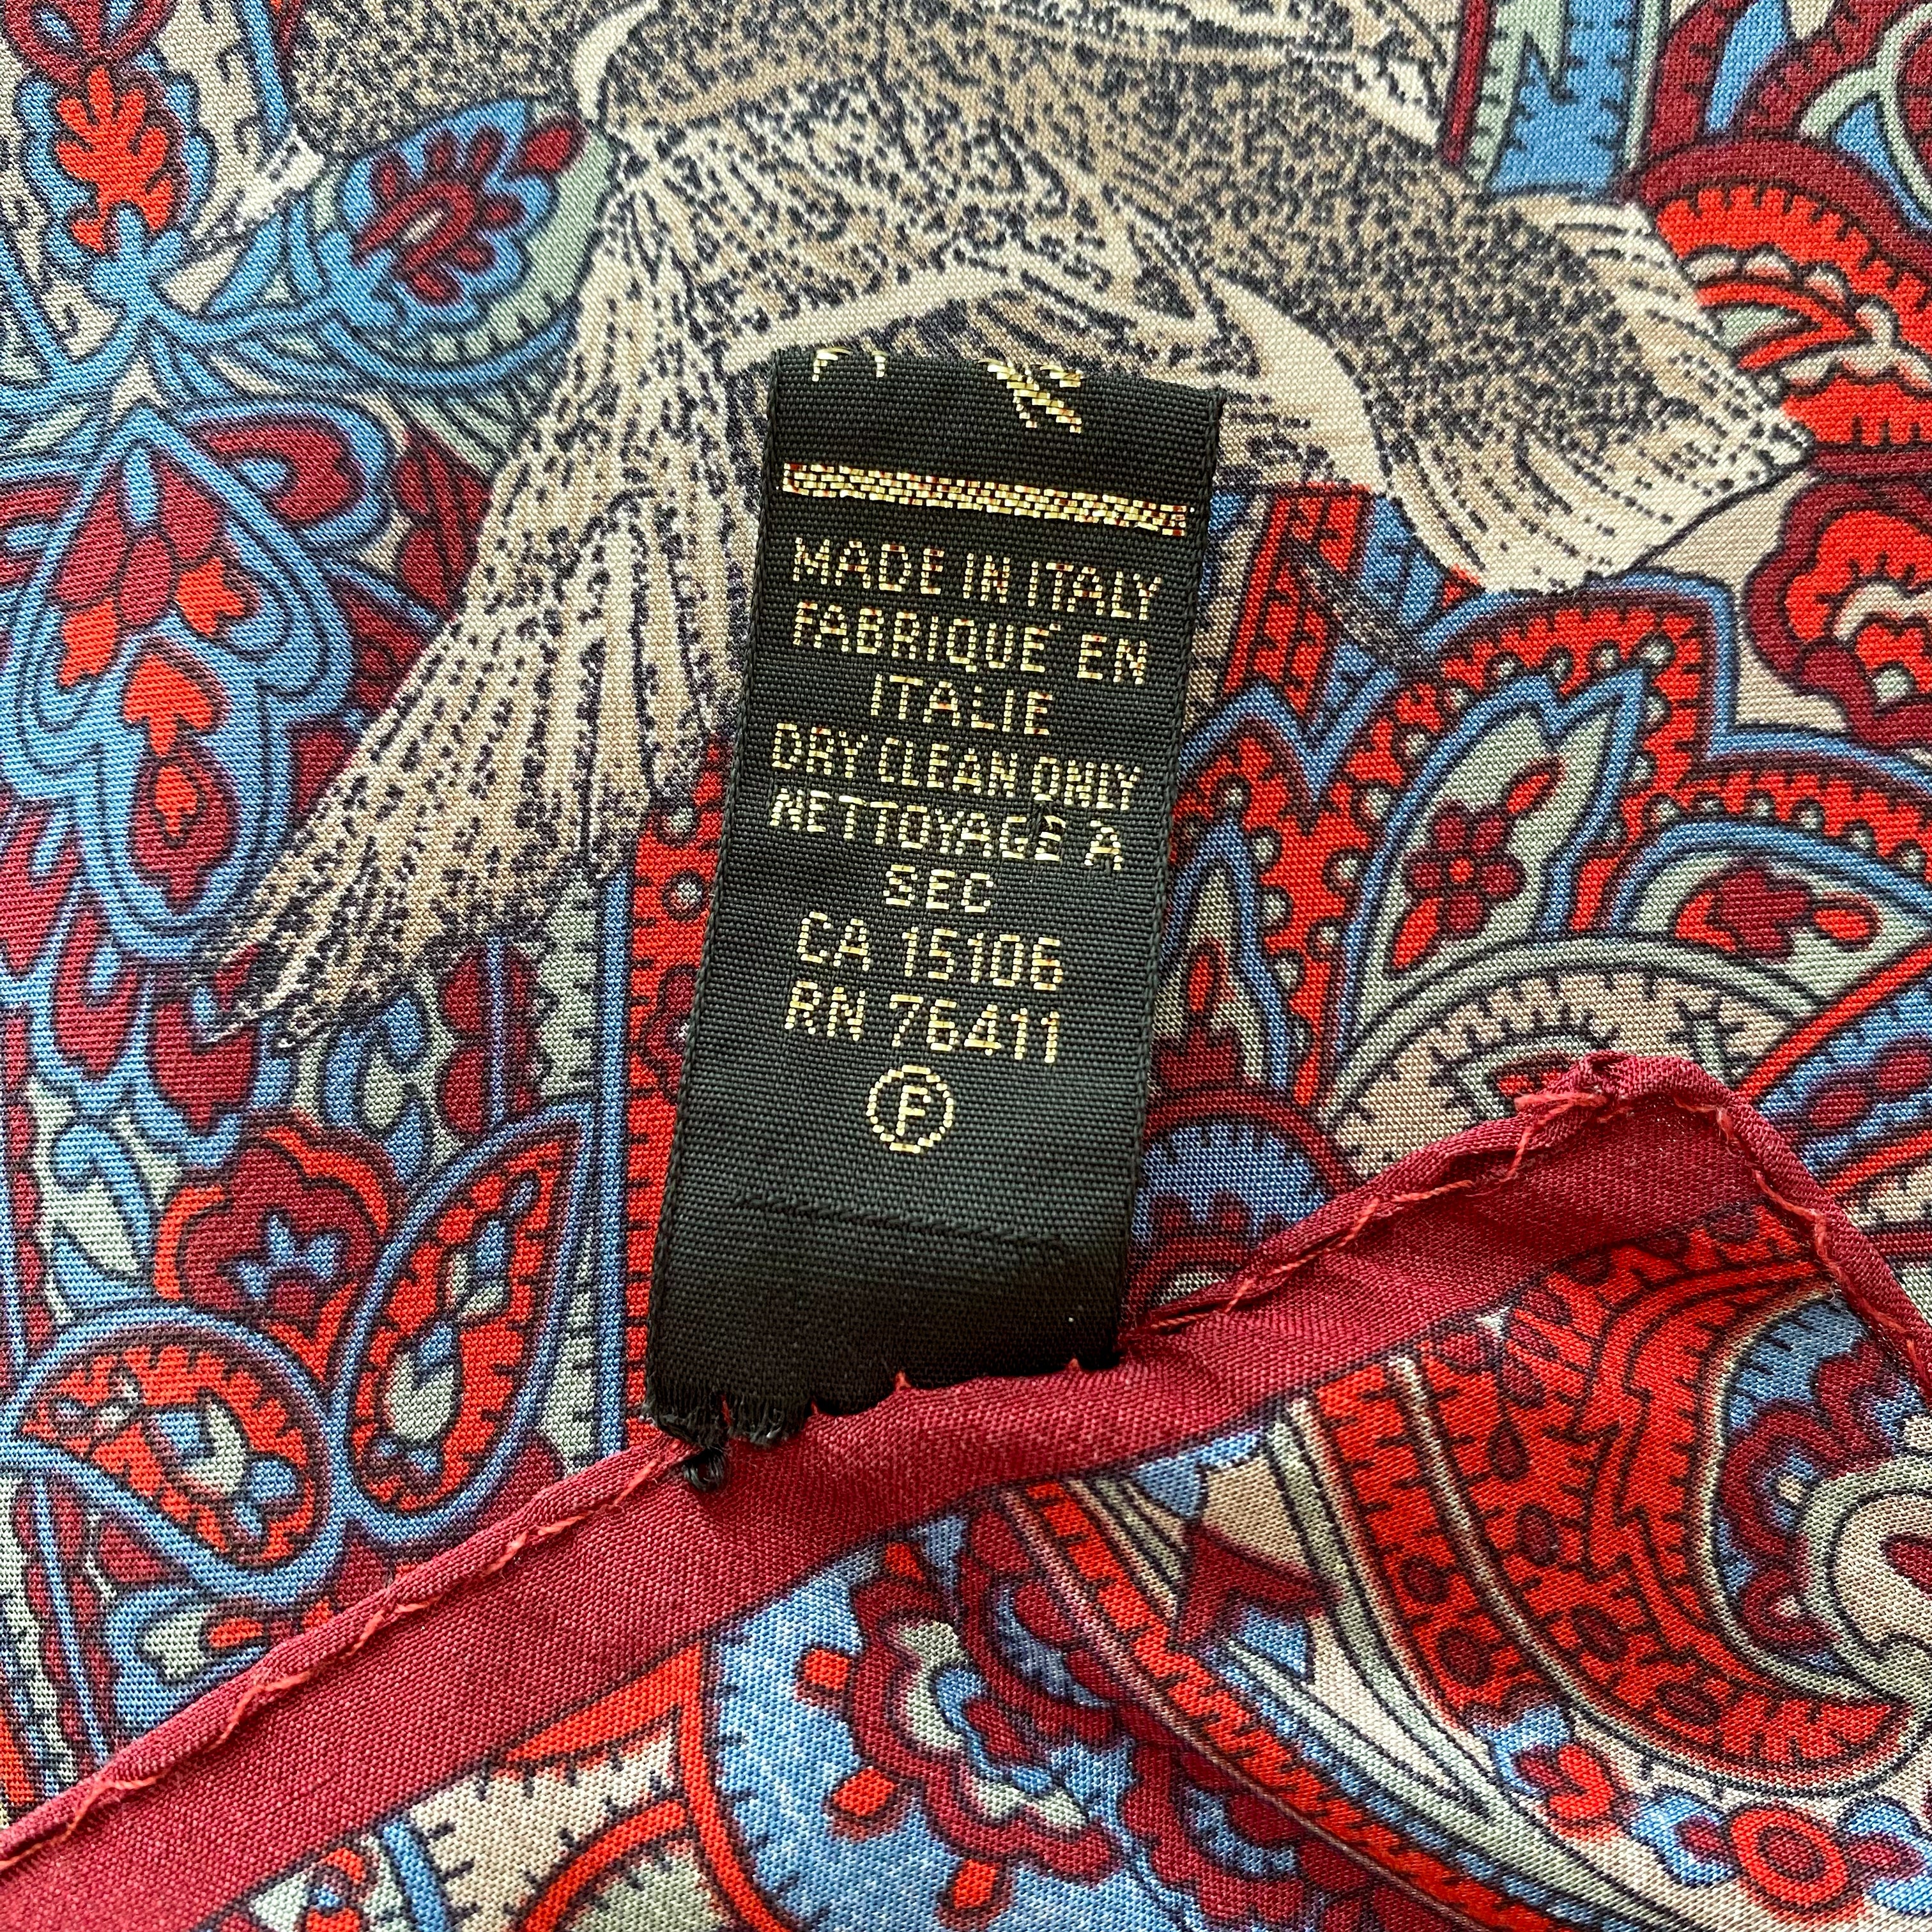 MADE IN ITALY
FABRIQUE EN
ITALIE
DRY CLEAN ONLY
NETTOYAGE A
SEC
CA 15106
RN 76411
P